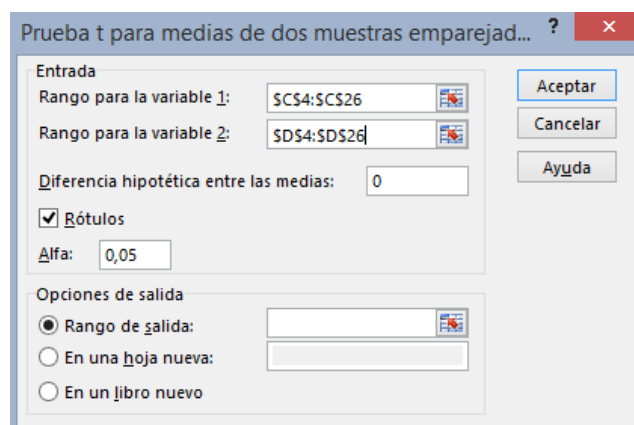 Prueba t para medias de dos muestras emparejad... ? ×
Entrada
Rango para la variable 1: $C$4:$C$26
Rango para la variable 2: $D$4:$D$26
Diferencia hipotética entre las medias: 0
Rótulos
Alfa: 0,05
Opciones de salida
Rango de salida:
En una hoja nueva:
En un libro nuevo
Aceptar
Cancelar
Ayuda